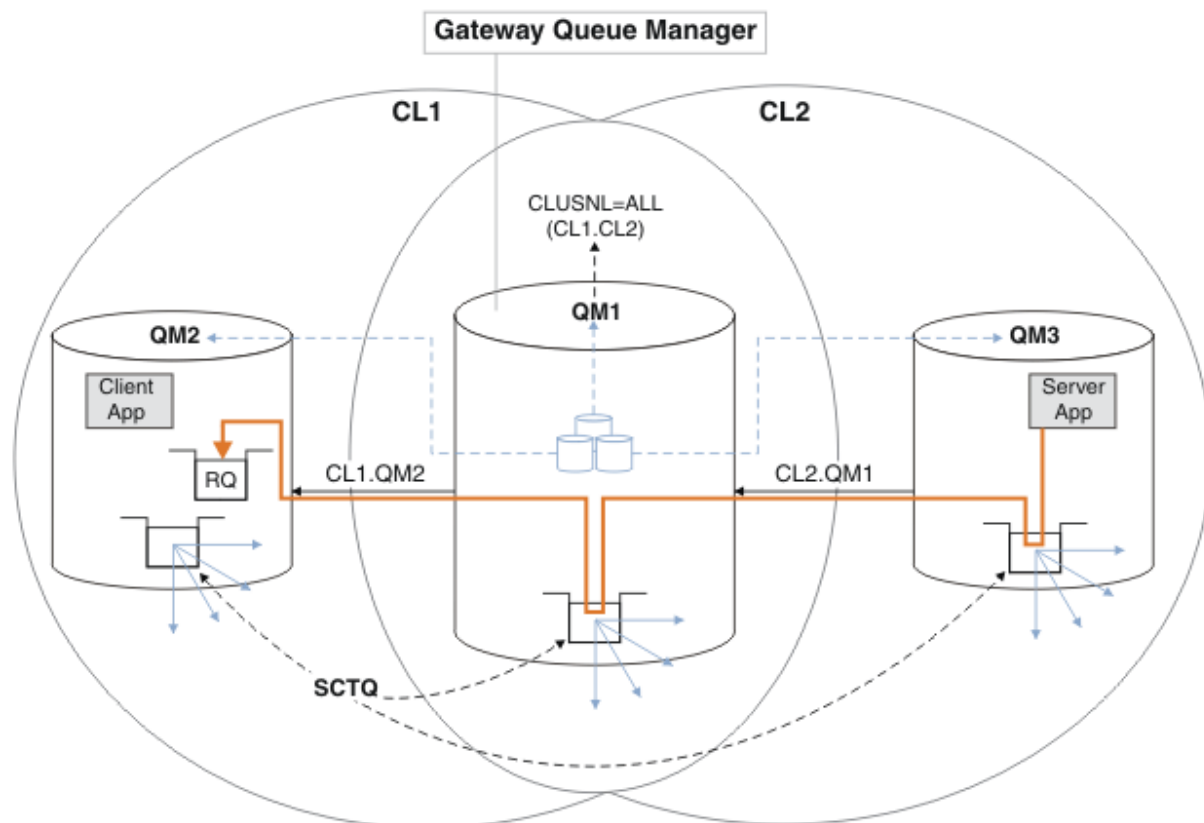 Gateway Queue Manager
CL1
CL2
CLUSNL=ALL
(CL1.CL2)
QM1
QM2
QM3
Client
App
Server
App
RQ
CL1.QM2
CL2.QM1
SCTQ